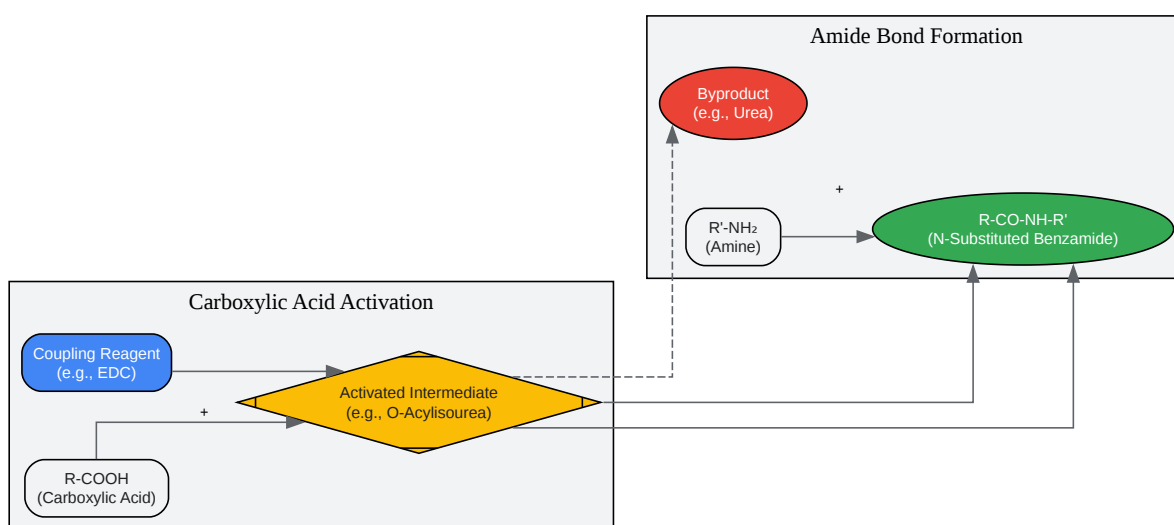 Amide Bond Formation
Byproduct
(e.g., Urea)
+
R'-NH₂
(Amine)
R-CO-NH-R'
(N-Substituted Benzamide)
Carboxylic Acid Activation
Coupling Reagent
(e.g., EDC)
Activated Intermediate
(e.g., O-Acylisourea)
+
R-COOH
(Carboxylic Acid)